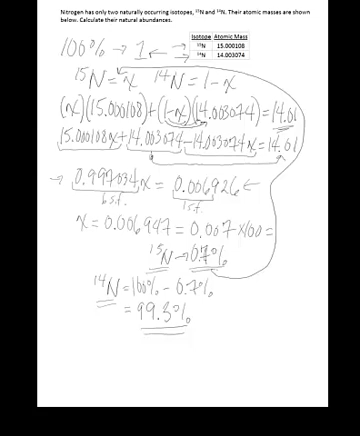 Nitrogen has only two naturally occurring isotopes, ¹⁵N and ¹⁴N. Their atomic masses are shown
below. Calculate their natural abundances.
Isotope Atomic Mass
¹⁵N 15.000108
¹⁴N 14.003074
100% → 1
¹⁵N = x ¹⁴N = 1-x
(x)(15.000108)+(1-x)(14.003074)=14.01
15.000108x+14.003074-14.003074x=14.01
→ 0.997034x = 0.006926
6 s.f. 1 s.f.
x = 0.006947 = 0.007 x100 =
¹⁵N → 0.7%
¹⁴N = 100% - 0.7%
= 99.3%